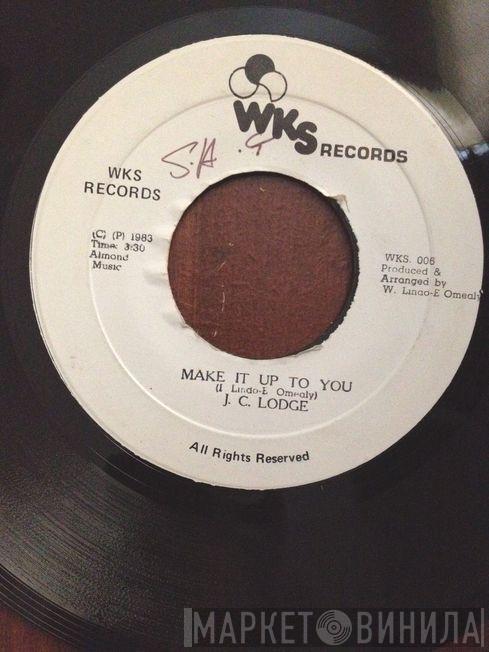 WKS RECORDS
S.A.
WKS
RECORDS
(C) (P) 1983
Time: 3:30
Almond
Music
WKS. 006
Produced &
Arranged by
W. Lindo-E Omealy
MAKE IT UP TO YOU
(I Lindo-E Omealy)
J. C. LODGE
All Rights Reserved
МАРКЕТ ВИНИЛА